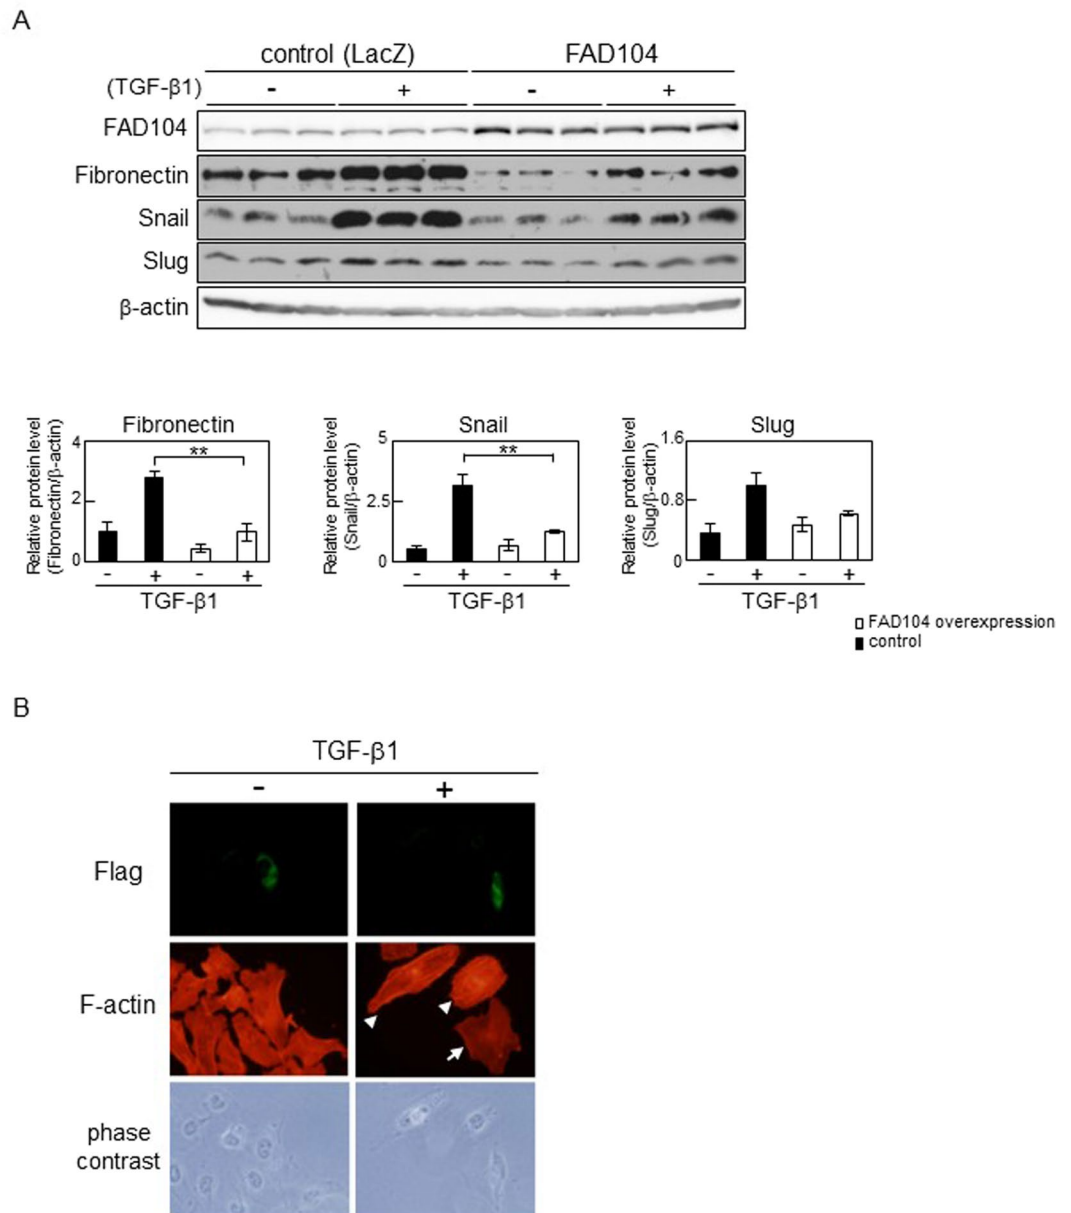 A
control (LacZ) FAD104
(TGF-β1) - + - +
FAD104
Fibronectin
Snail
Slug
β-actin
Fibronectin
Relative protein level
(Fibronectin/β-actin)
4
2
0
**
- + - +
TGF-β1
Snail
Relative protein level
(Snail/β-actin)
5
2.5
0
**
- + - +
TGF-β1
Slug
Relative protein level
(Slug/β-actin)
1.6
0.8
0
- + - +
TGF-β1
FAD104 overexpression
control
B
TGF-β1
- +
Flag
F-actin
phase
contrast